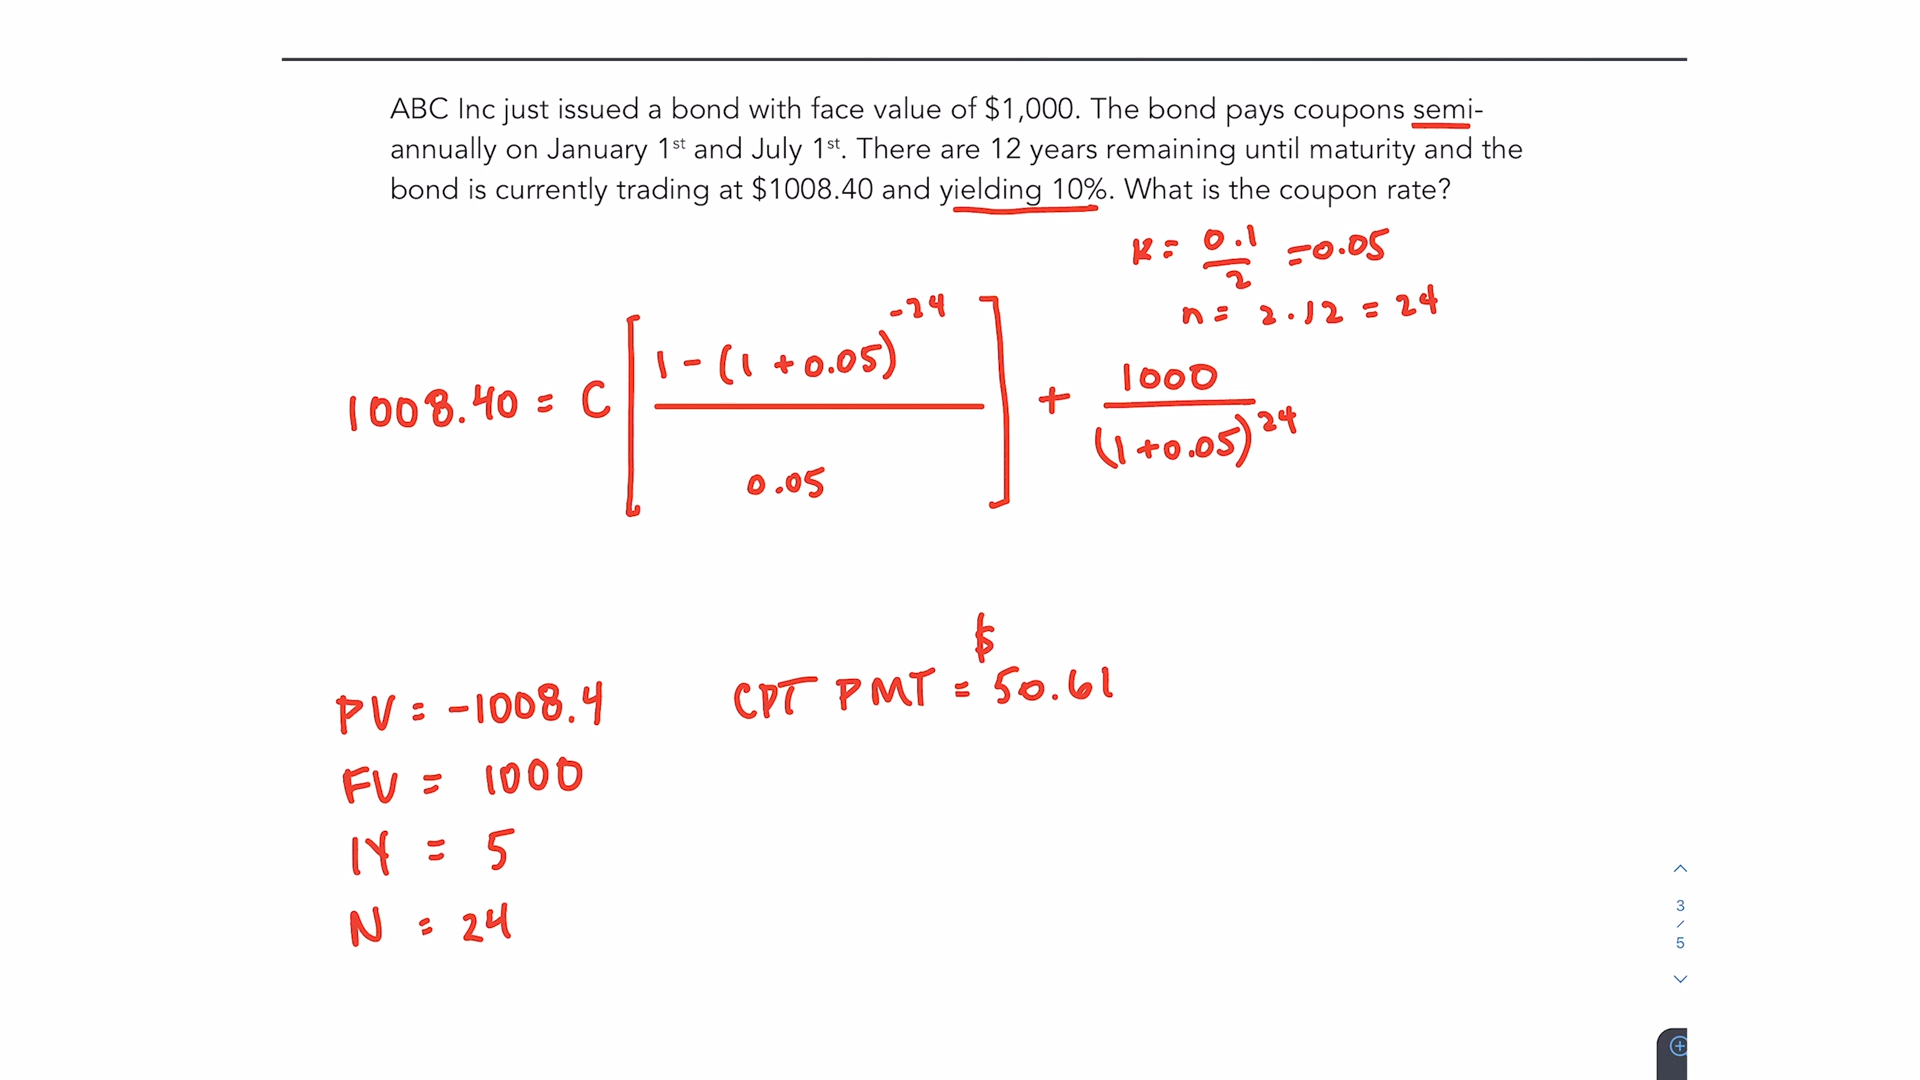 ABC Inc just issued a bond with face value of $1,000. The bond pays coupons semi-
annually on January 1st and July 1st. There are 12 years remaining until maturity and the
bond is currently trading at $1008.40 and yielding 10%. What is the coupon rate?
K = 0.1 / 2 = 0.05
n = 2 · 12 = 24
1008.40 = C [ 1 - (1 + 0.05)^-24 / 0.05 ] + 1000 / (1+0.05)^24
PV = -1008.4
CPT PMT = $50.61
FV = 1000
IY = 5
N = 24
3
/
5